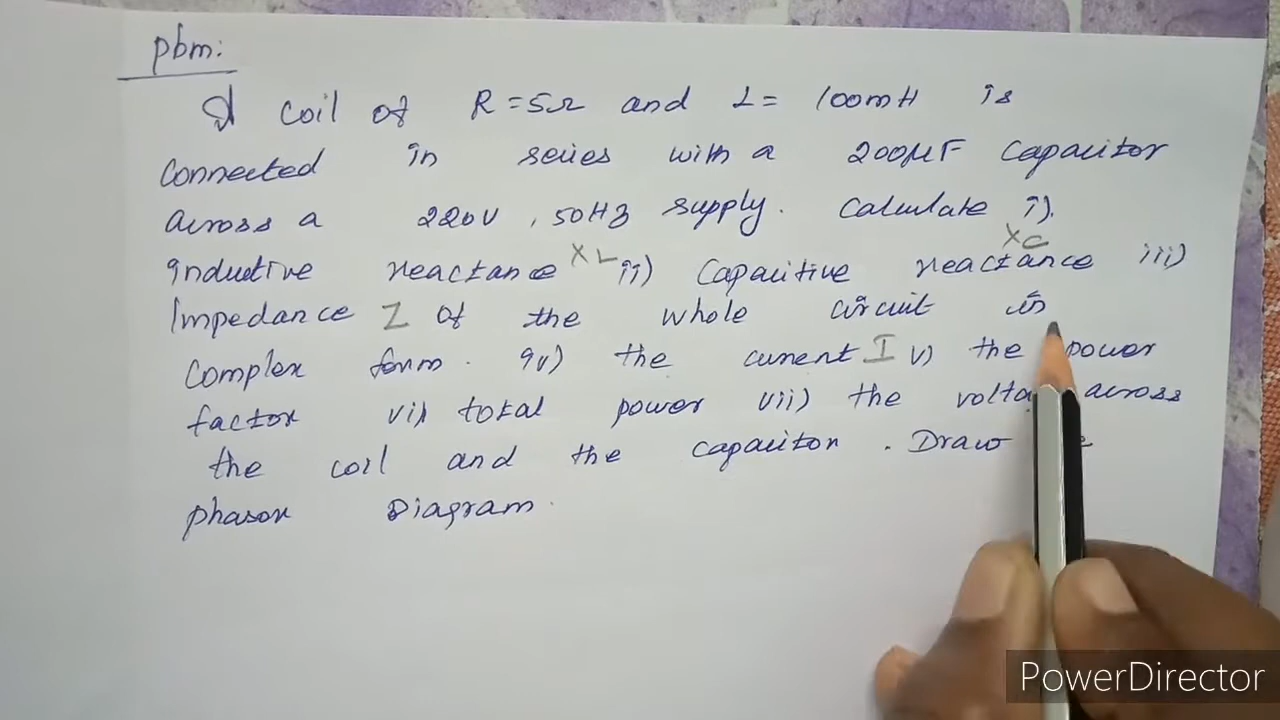 pbm:
A coil of R=5Ω and L= 100mH is
connected in series with a 200μF capacitor
across a 220V, 50Hz supply. calculate i).
inductive reactance XL ii) capacitive reactance XC iii)
Impedance Z of the whole circuit in
complex form. iv) the current I v) the power
factor vi) total power vii) the across
the coil and the capacitor. Draw
phasor Diagram.
PowerDirector